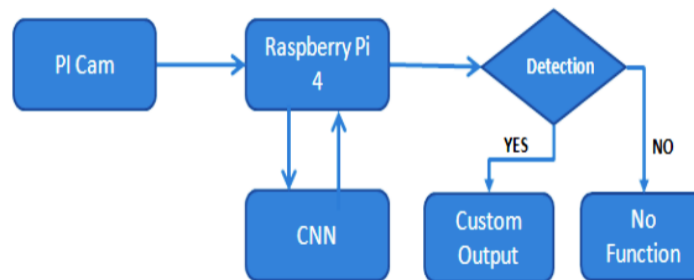 PI Cam
Raspberry Pi
4
Detection
YES
NO
CNN
Custom
Output
No
Function